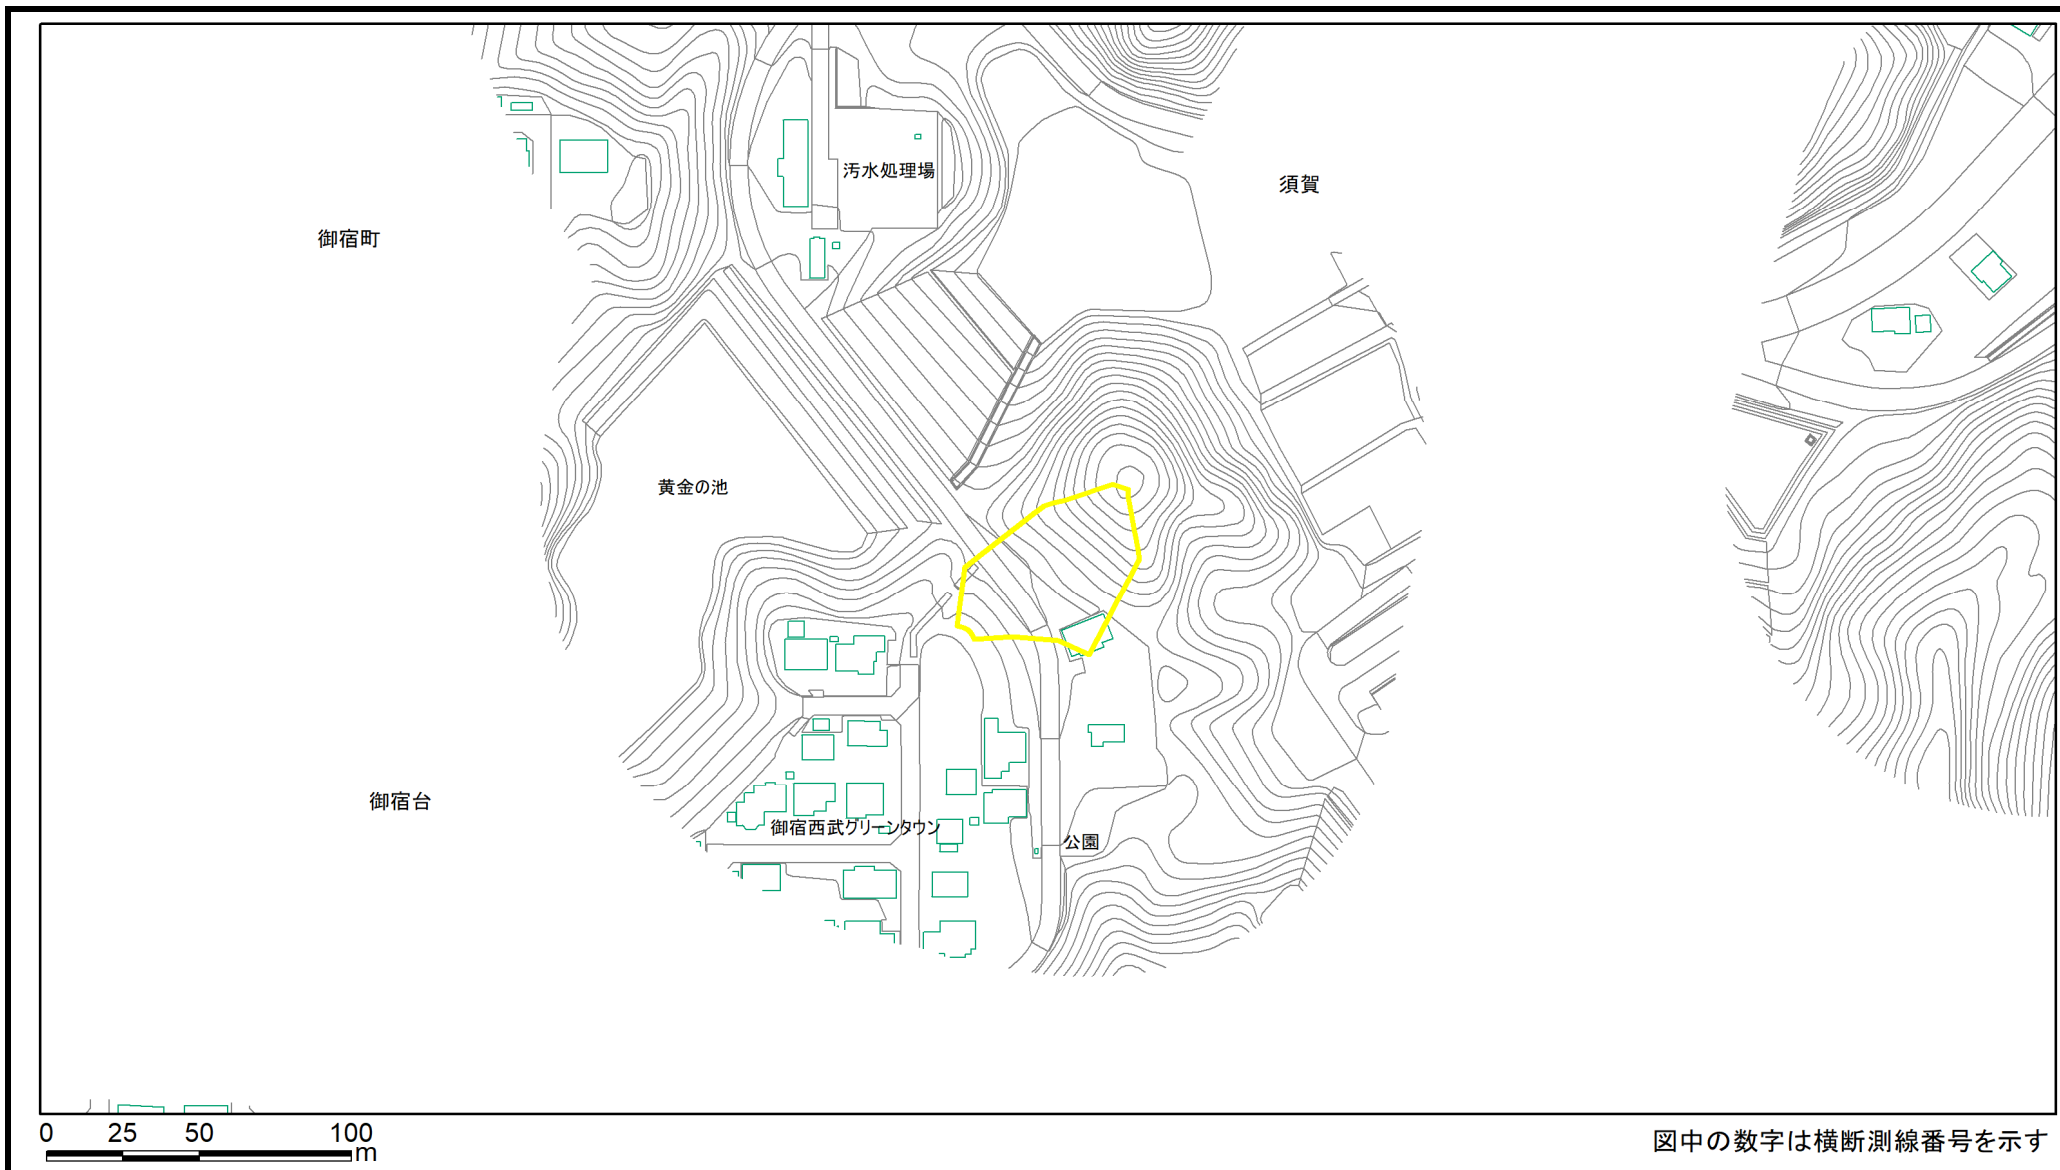 汚水処理場
須賀
御宿町
黄金の池
御宿台
御宿西武グリーンタウン
公園
0 25 50 100
m
図中の数字は横断測線番号を示す